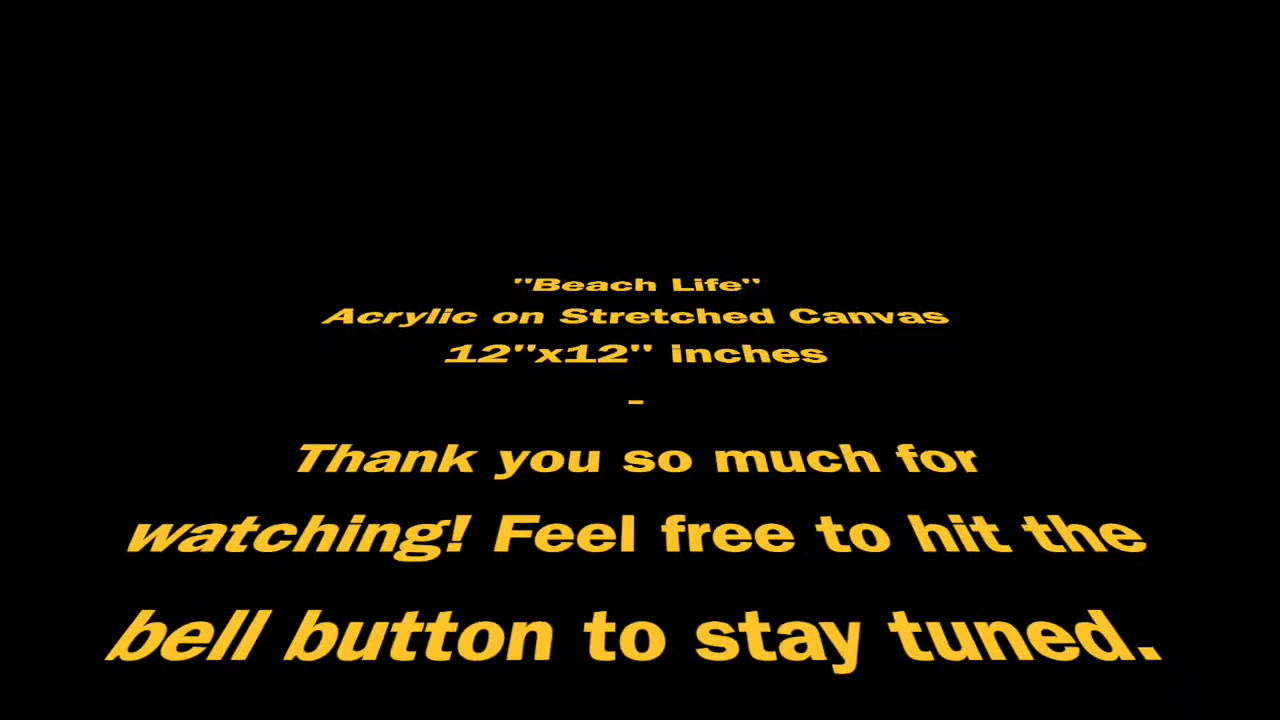 "Beach Life"
Acrylic on Stretched Canvas
12"x12" inches
-
Thank you so much for
watching! Feel free to hit the
bell button to stay tuned.